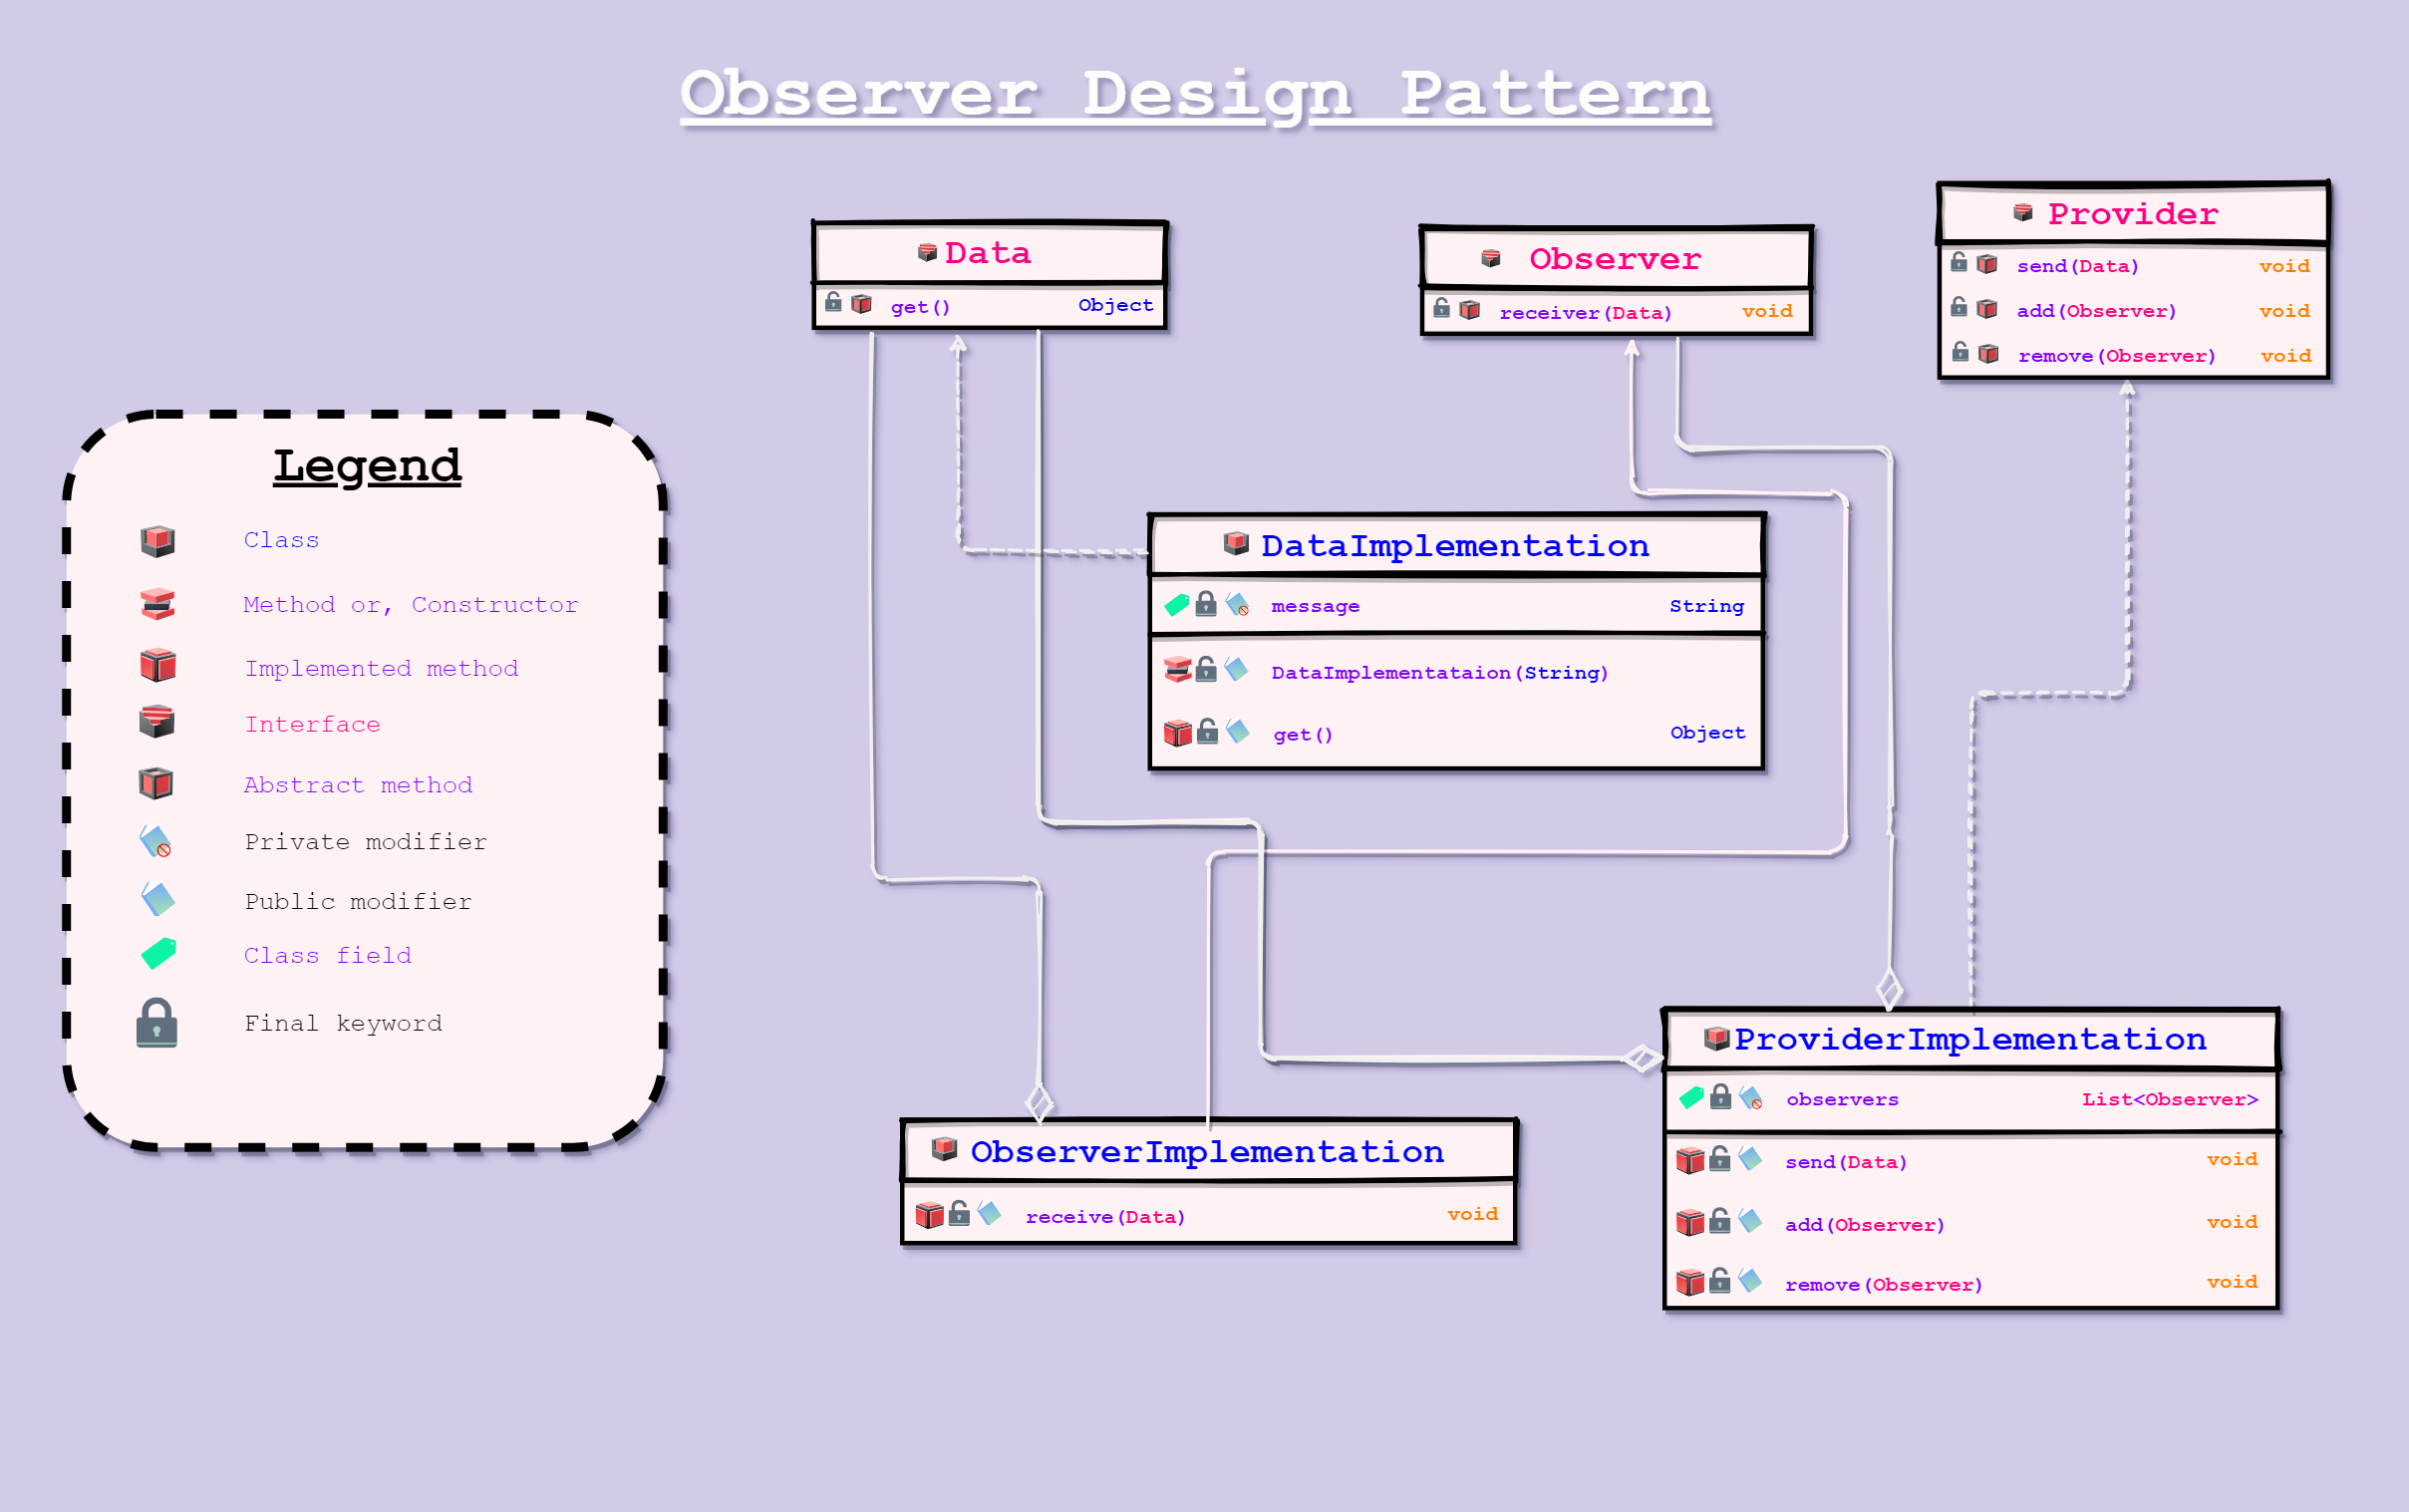 Observer Design Pattern
Data
get() Object
Observer
receiver(Data) void
Provider
send(Data) void
add(Observer) void
remove(Observer) void
Legend
Class
Method or, Constructor
Implemented method
Interface
Abstract method
Private modifier
Public modifier
Class field
Final keyword
DataImplementation
message String
DataImplementataion(String)
get() Object
ObserverImplementation
receive(Data) void
ProviderImplementation
observers List<Observer>
send(Data) void
add(Observer) void
remove(Observer) void